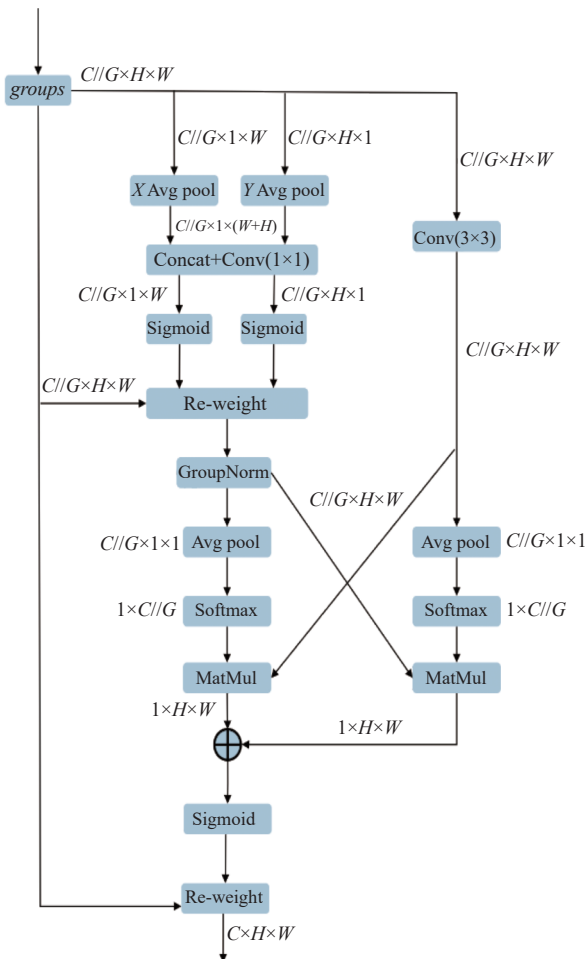 C//G×H×W
groups
C//G×1×W
C//G×H×1
C//G×H×W
X Avg pool
Y Avg pool
C//G×1×(W+H)
Conv(3×3)
Concat+Conv(1×1)
C//G×1×W
C//G×H×1
Sigmoid
Sigmoid
C//G×H×W
C//G×H×W
Re-weight
GroupNorm
C//G×H×W
C//G×1×1
Avg pool
Avg pool
C//G×1×1
1×C//G
Softmax
Softmax
1×C//G
MatMul
MatMul
1×H×W
1×H×W
Sigmoid
Re-weight
C×H×W